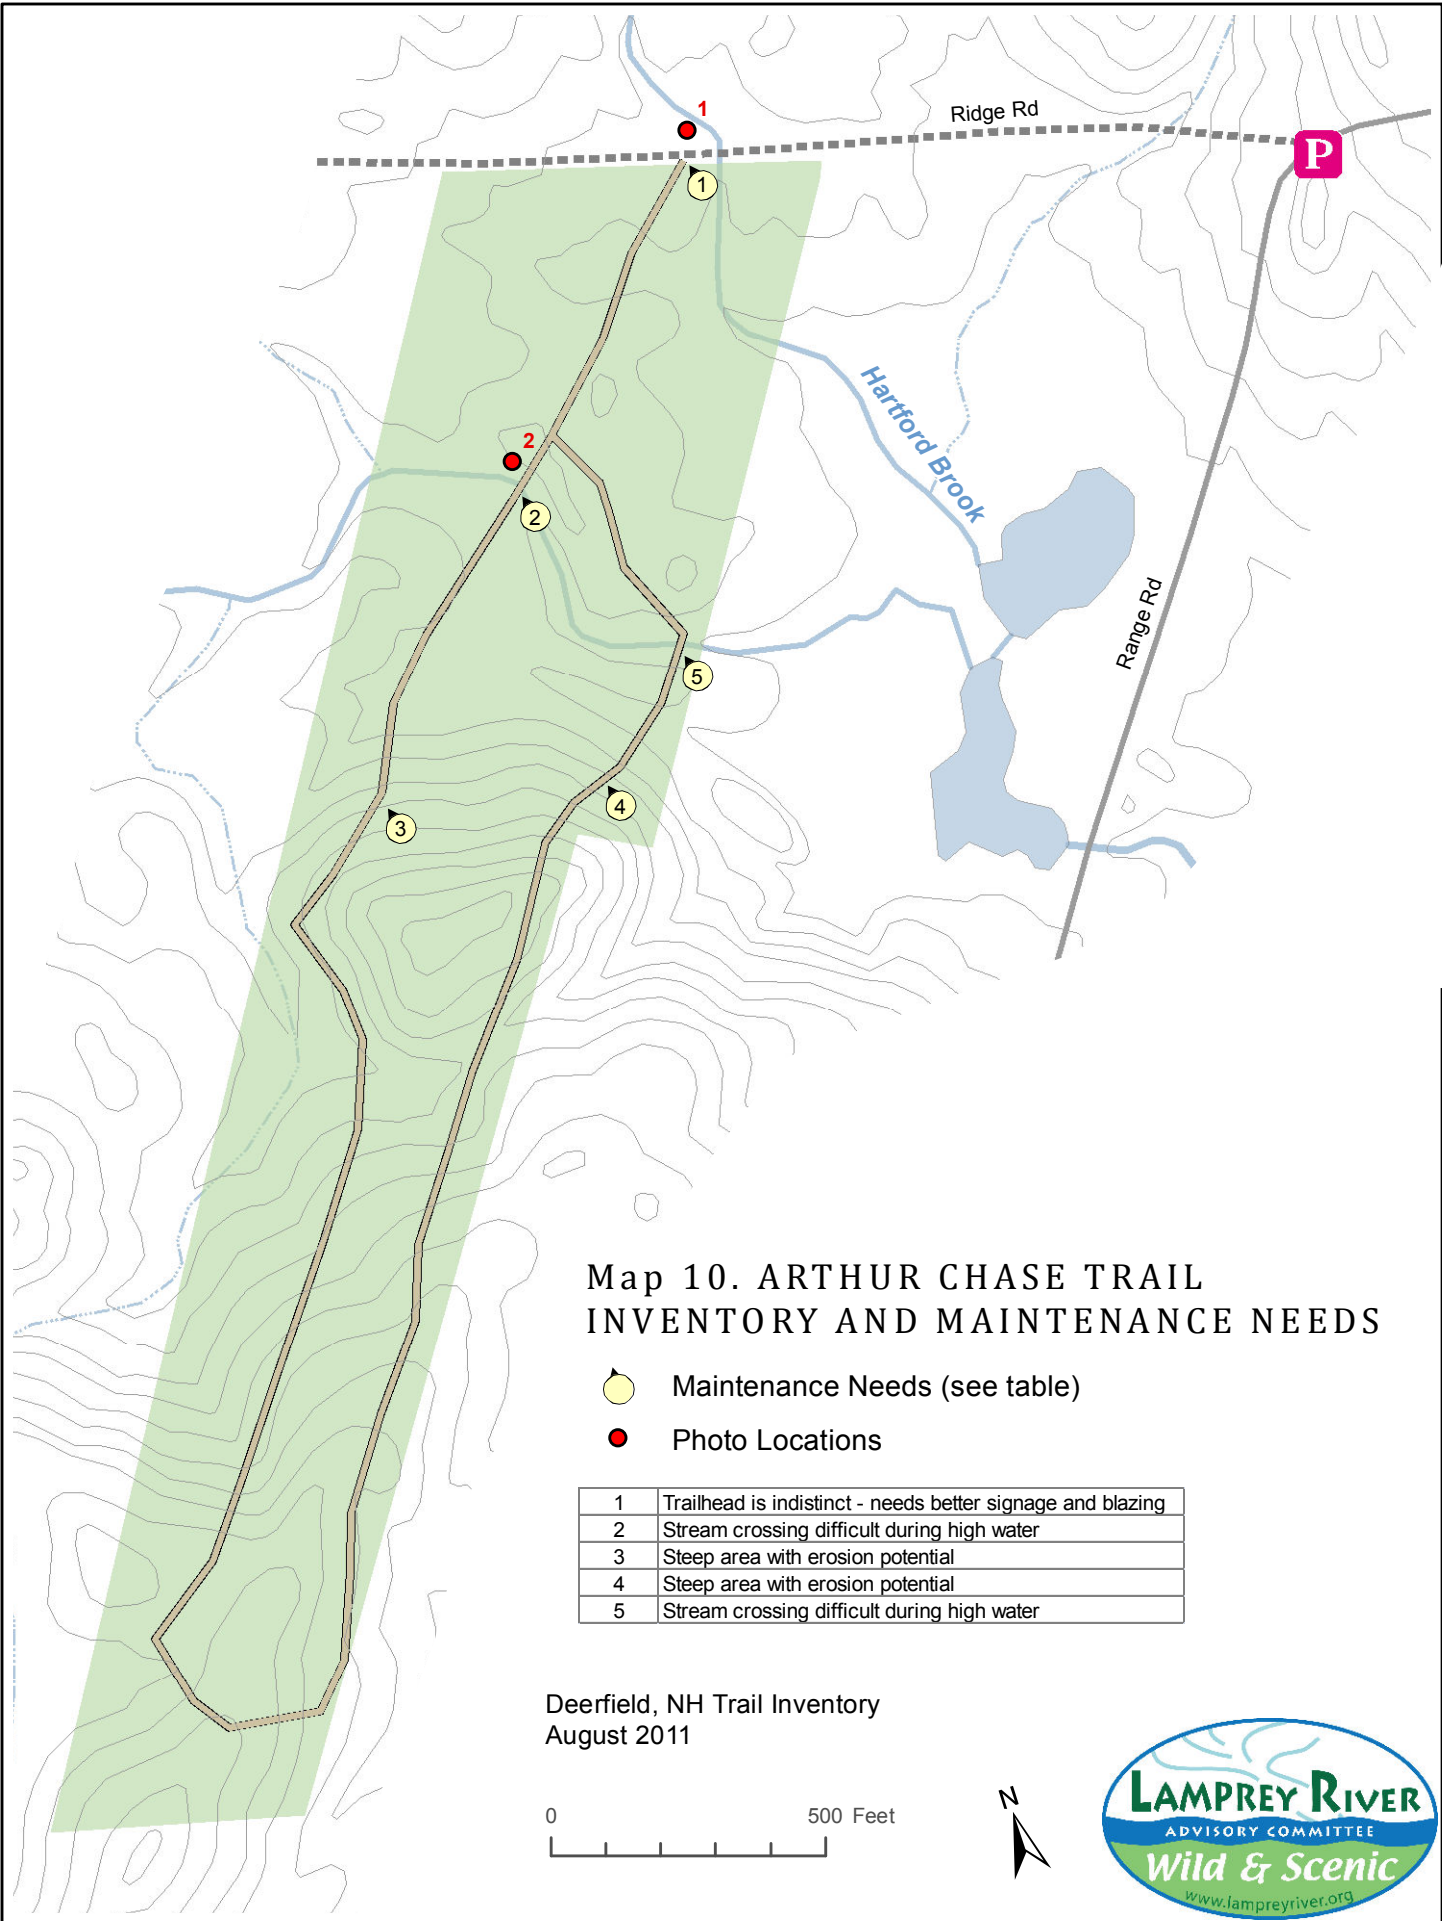 1
Ridge Rd
P
1
Hartford Brook
2
2
Range Rd
5
4
3
Map 10. ARTHUR CHASE TRAIL
INVENTORY AND MAINTENANCE NEEDS
Maintenance Needs (see table)
Photo Locations
1 Trailhead is indistinct - needs better signage and blazing
2 Stream crossing difficult during high water
3 Steep area with erosion potential
4 Steep area with erosion potential
5 Stream crossing difficult during high water
Deerfield, NH Trail Inventory
August 2011
0 500 Feet
N
LAMPREY RIVER
ADVISORY COMMITTEE
Wild & Scenic
www.lampreyriver.org